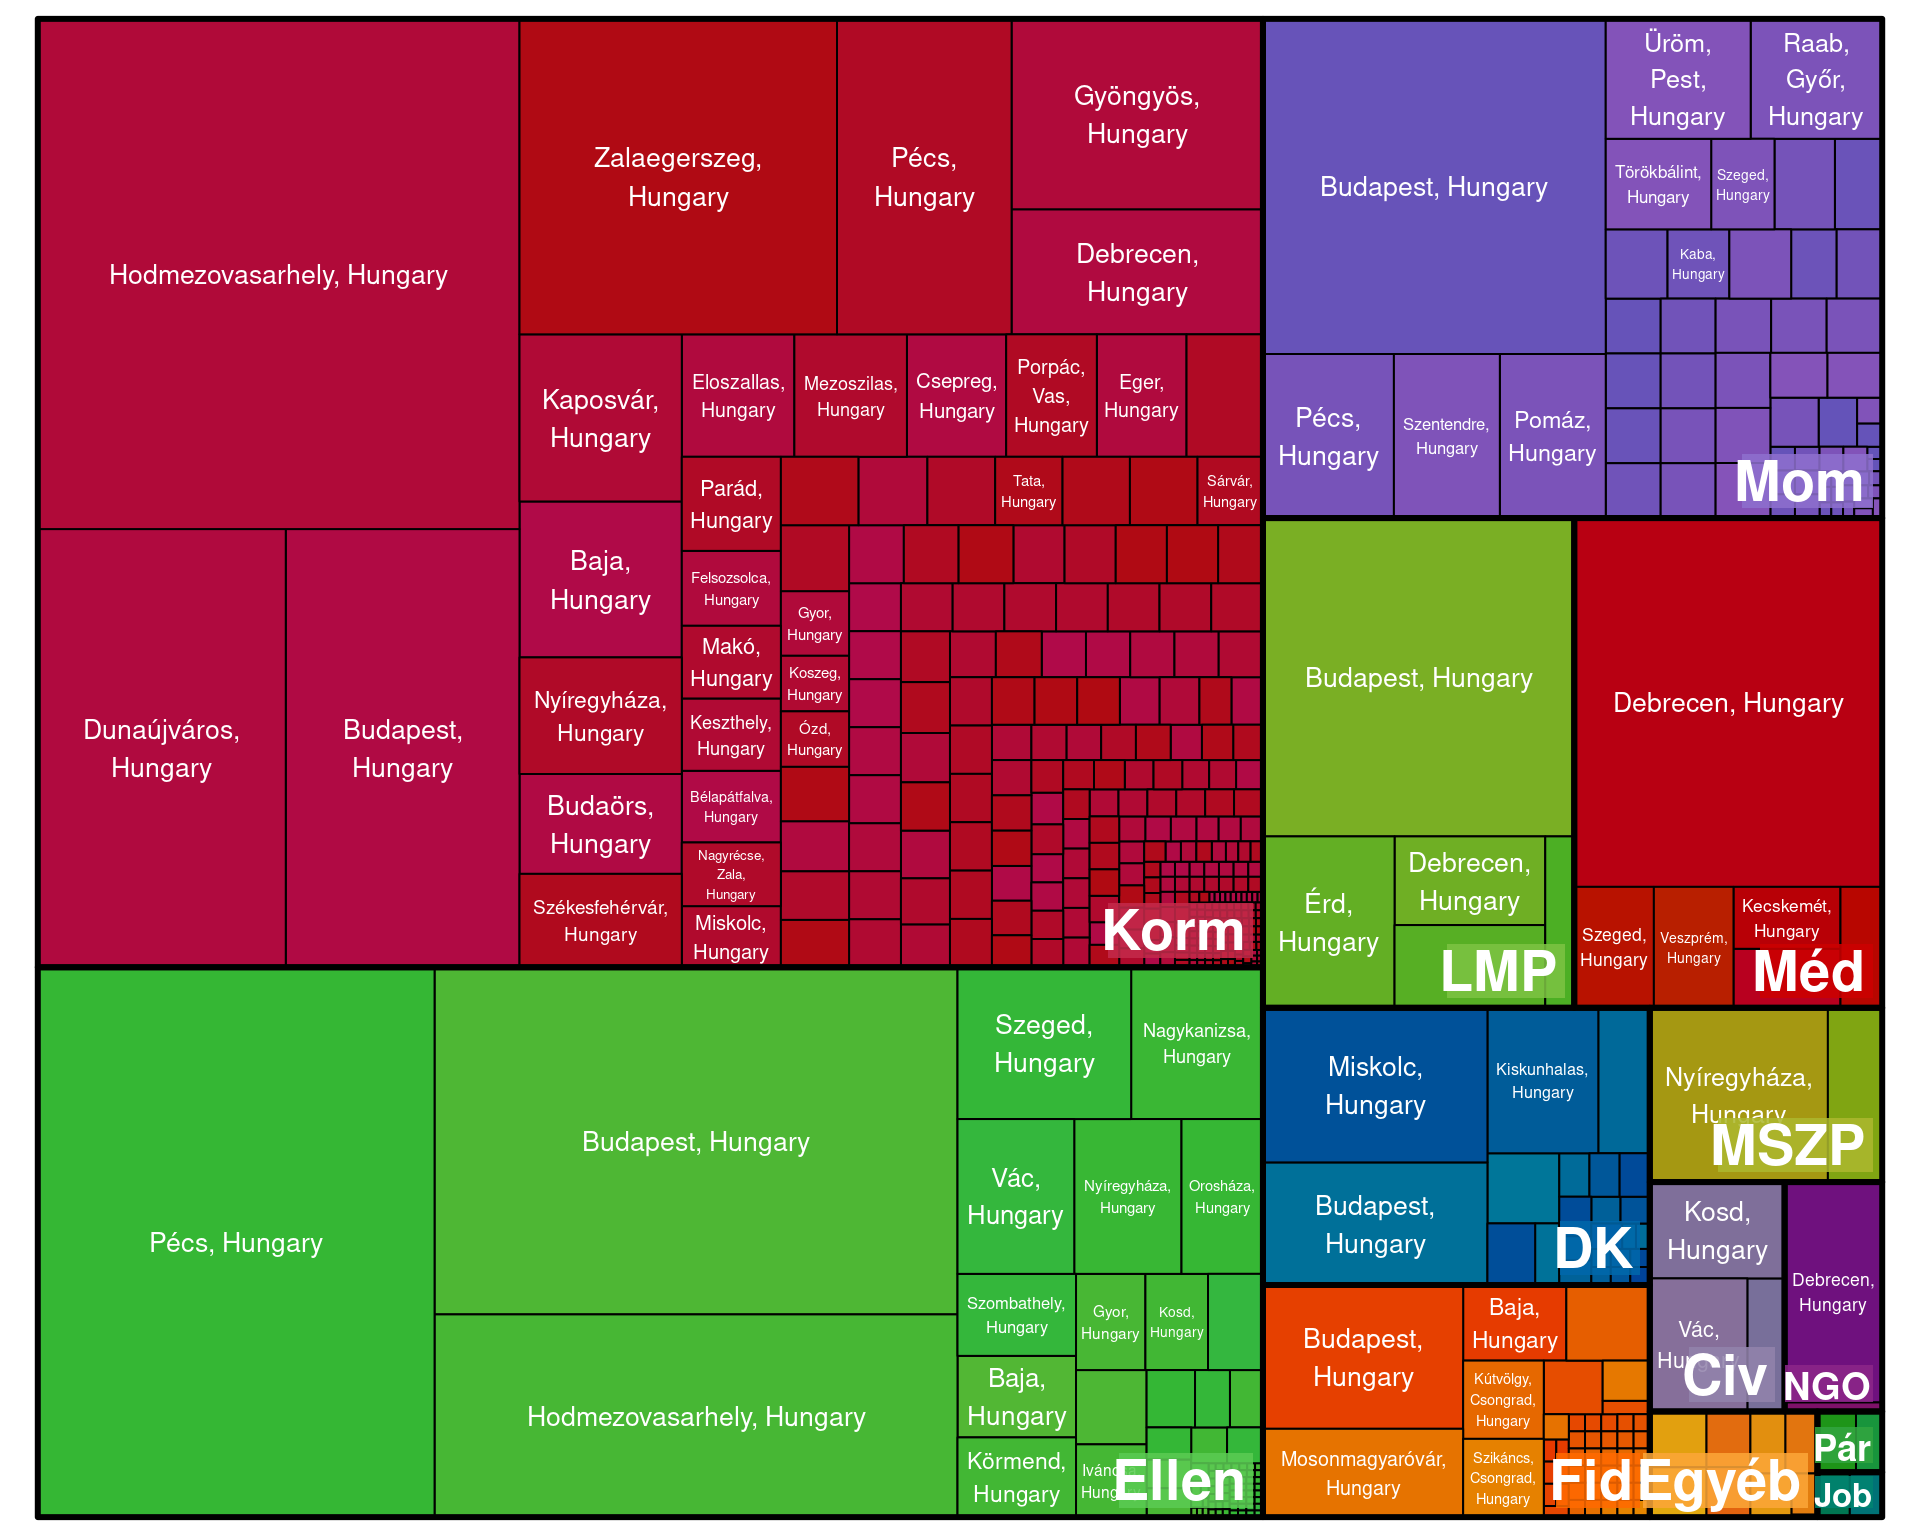 Hodmezovasarhely, Hungary
Dunaújváros,
Hungary
Budapest,
Hungary
Zalaegerszeg,
Hungary
Pécs,
Hungary
Gyöngyös,
Hungary
Debrecen,
Hungary
Kaposvár,
Hungary
Baja,
Hungary
Nyíregyháza,
Hungary
Budaörs,
Hungary
Székesfehérvár,
Hungary
Eloszallas,
Hungary
Mezoszilas,
Hungary
Csepreg,
Hungary
Porpác,
Vas,
Hungary
Eger,
Hungary
Parád,
Hungary
Felsozsolca,
Hungary
Makó,
Hungary
Keszthely,
Hungary
Bélapátfalva,
Hungary
Nagyrécse,
Zala,
Hungary
Miskolc,
Hungary
Tata,
Hungary
Sárvár,
Hungary
Gyor,
Hungary
Koszeg,
Hungary
Ózd,
Hungary
Korm
Pécs, Hungary
Budapest, Hungary
Hodmezovasarhely, Hungary
Szeged,
Hungary
Nagykanizsa,
Hungary
Vác,
Hungary
Nyíregyháza,
Hungary
Orosháza,
Hungary
Szombathely,
Hungary
Gyor,
Hungary
Kosd,
Hungary
Baja,
Hungary
Körmend,
Hungary
Ellen
Budapest, Hungary
Üröm,
Pest,
Hungary
Raab,
Győr,
Hungary
Törökbálint,
Hungary
Szeged,
Hungary
Kaba,
Hungary
Pécs,
Hungary
Szentendre,
Hungary
Pomáz,
Hungary
Mom
Budapest, Hungary
Érd,
Hungary
Debrecen,
Hungary
LMP
Debrecen, Hungary
Szeged,
Hungary
Veszprém,
Hungary
Kecskemét,
Hungary
Méd
Miskolc,
Hungary
Kiskunhalas,
Hungary
Budapest,
Hungary
DK
Nyíregyháza,
Hungary
MSZP
Kosd,
Hungary
Vác,
Civ
Debrecen,
Hungary
NGO
Budapest,
Hungary
Baja,
Hungary
Kútvölgy,
Csongrad,
Hungary
Mosonmagyaróvár,
Hungary
Szikáncs,
Csongrad,
Hungary
Fid
Egyéb
Pár
Job